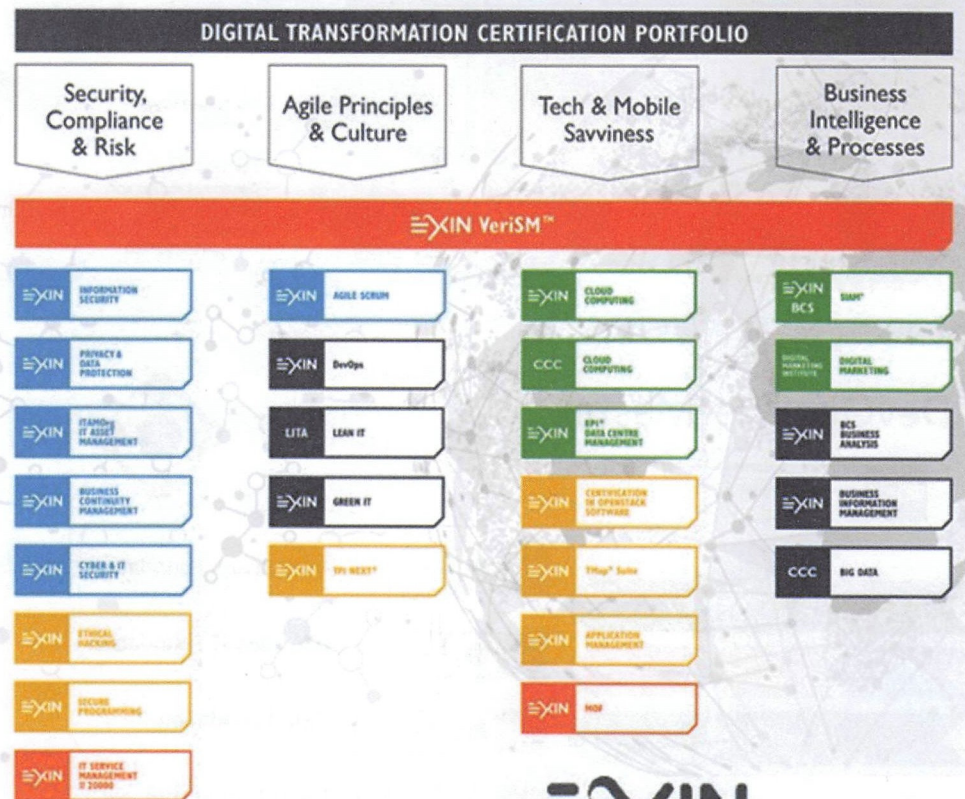 DIGITAL TRANSFORMATION CERTIFICATION PORTFOLIO
Security,
Compliance
& Risk
Agile Principles
& Culture
Tech & Mobile
Savviness
Business
Intelligence
& Processes
EXIN VeriSM™
EXIN
INFORMATION
SECURITY
EXIN
PRIVACY &
DATA
PROTECTION
EXIN
ITAMOrg
IT ASSET
MANAGEMENT
EXIN
BUSINESS
CONTINUITY
MANAGEMENT
EXIN
CYBER & IT
SECURITY
EXIN
ETHICAL
HACKING
EXIN
SECURE
PROGRAMMING
EXIN
IT SERVICE
MANAGEMENT
20000
EXIN
AGILE SCRUM
EXIN
DevOps
LITA
LEAN IT
EXIN
GREEN IT
EXIN
TPI NEXT®
EXIN
CLOUD
COMPUTING
CCC
CLOUD
COMPUTING
EXIN
EPI®
DATA CENTRE
MANAGEMENT
EXIN
CERTIFICATION
IN OPENSTACK
SOFTWARE
EXIN
TMap® Suite
EXIN
APPLICATION
MANAGEMENT
EXIN
MOF
EXIN
BCS
SIAM®
DIGITAL
MARKETING
INSTITUTE
DIGITAL
MARKETING
EXIN
BCS
BUSINESS
ANALYSIS
EXIN
BUSINESS
INFORMATION
MANAGEMENT
CCC
BIG DATA
EXIN